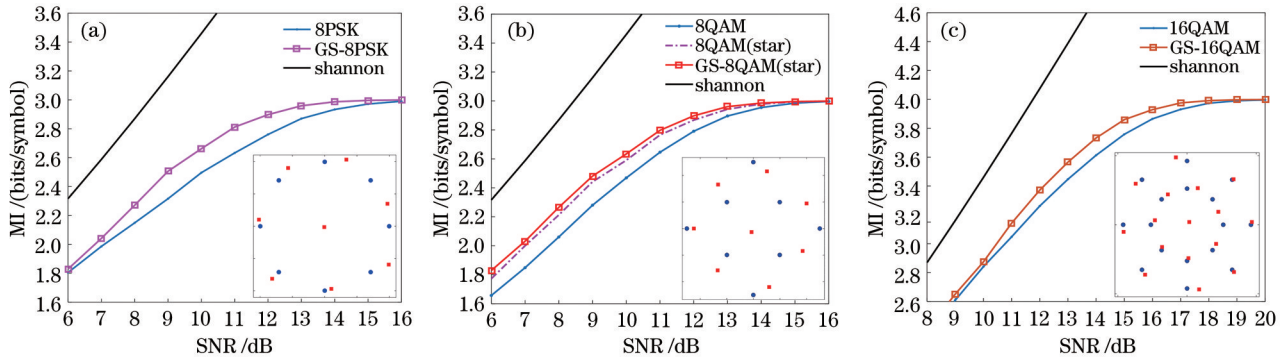 (a)
8PSK
GS-8PSK
shannon
MI /(bits/symbol)
3.6
3.4
3.2
3.0
2.8
2.6
2.4
2.2
2.0
1.8
1.6
6 7 8 9 10 11 12 13 14 15 16
SNR /dB
(b)
8QAM
8QAM(star)
GS-8QAM(star)
shannon
MI /(bits/symbol)
3.6
3.4
3.2
3.0
2.8
2.6
2.4
2.2
2.0
1.8
1.6
6 7 8 9 10 11 12 13 14 15 16
SNR /dB
(c)
16QAM
GS-16QAM
shannon
MI /(bits/symbol)
4.6
4.4
4.2
4.0
3.8
3.6
3.4
3.2
3.0
2.8
2.6
8 9 10 11 12 13 14 15 16 17 18 19 20
SNR /dB